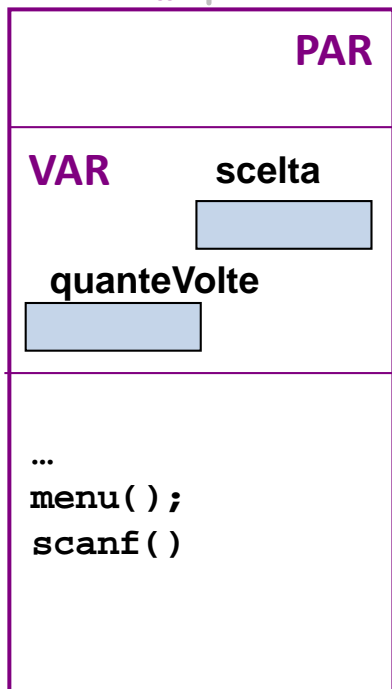 PAR
VAR scelta
quanteVolte
…
menu();
scanf()